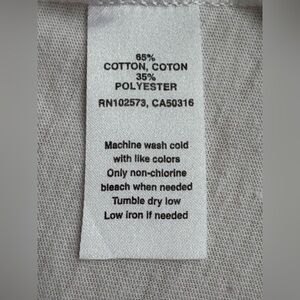 65%
COTTON, COTON
35%
POLYESTER
RN102573, CA50316
Machine wash cold
with like colors
Only non-chlorine
bleach when needed
Tumble dry low
Low iron if needed